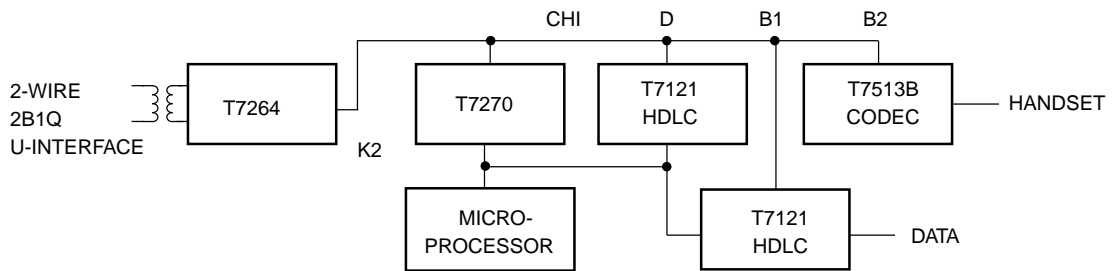 CHI
D
B1
B2
2-WIRE
2B1Q
U-INTERFACE
T7264
K2
T7270
T7121
HDLC
T7513B
CODEC
HANDSET
MICRO-
PROCESSOR
T7121
HDLC
DATA